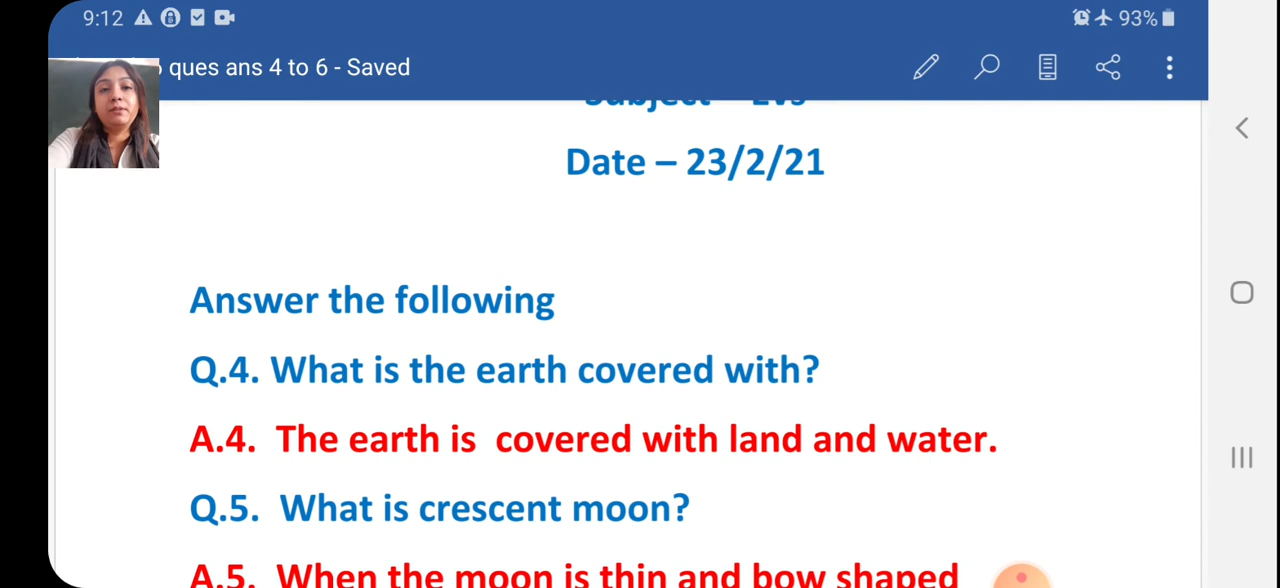 9:12
93%
ques ans 4 to 6 - Saved
Subject – Evs
Date – 23/2/21
Answer the following
Q.4. What is the earth covered with?
A.4. The earth is covered with land and water.
Q.5. What is crescent moon?
A.5. When the moon is thin and bow shaped